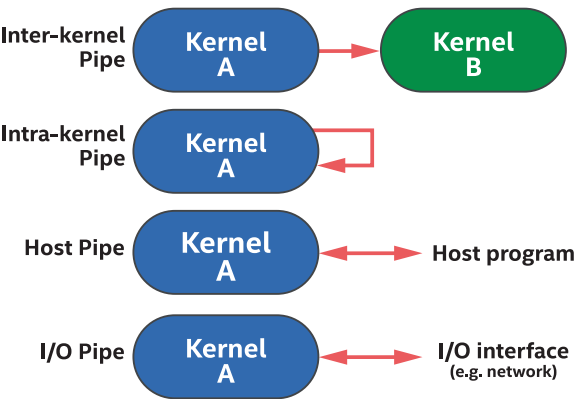 Inter-kernel
Pipe
Kernel
A
Kernel
B
Intra-kernel
Pipe
Kernel
A
Host Pipe
Kernel
A
Host program
I/O Pipe
Kernel
A
I/O interface
(e.g. network)